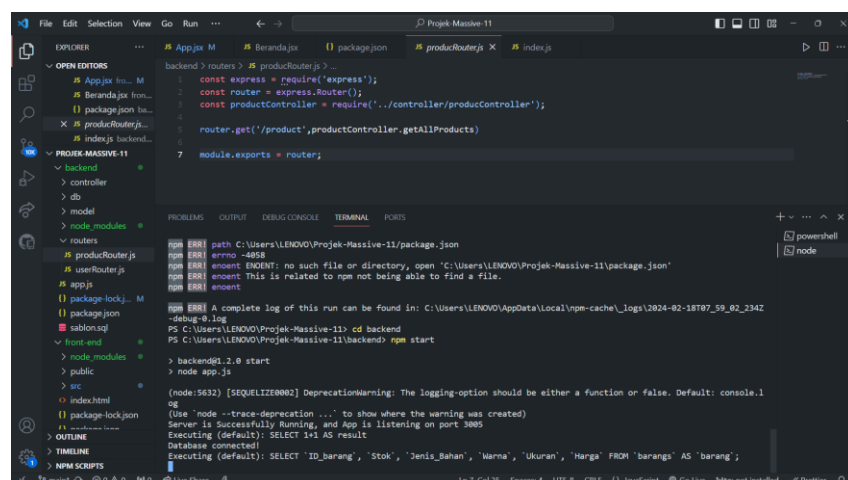 File Edit Selection View Go Run ··· Projek-Massive-11
EXPLORER ···
OPEN EDITORS
JS App.jsx fro... M
JS Beranda.jsx fron...
{} package.json ba...
JS producRouter.js...
JS index.js backend...
PROJEK-MASSIVE-11
backend
controller
db
model
node_modules
routers
JS producRouter.js
JS userRouter.js
JS app.js
{} package-lock.j... M
{} package.json
sablon.sql
front-end
node_modules
public
src
index.html
{} package-lock.json
OUTLINE
TIMELINE
NPM SCRIPTS
JS App.jsx M JS Beranda.jsx {} package.json JS producRouter.js JS index.js
backend > routers > JS producRouter.js > ...
1 const express = require('express');
2 const router = express.Router();
3 const productController = require('../controller/producController');
4
5 router.get('/product',productController.getAllProducts)
6
7 module.exports = router;
PROBLEMS OUTPUT DEBUG CONSOLE TERMINAL PORTS
powershell
node
npm ERR! path C:\Users\LENOVO\Projek-Massive-11/package.json
npm ERR! errno -4058
npm ERR! enoent ENOENT: no such file or directory, open 'C:\Users\LENOVO\Projek-Massive-11\package.json'
npm ERR! enoent This is related to npm not being able to find a file.
npm ERR! enoent
npm ERR! A complete log of this run can be found in: C:\Users\LENOVO\AppData\Local\npm-cache\_logs\2024-02-18T07_59_02_234Z
-debug-0.log
PS C:\Users\LENOVO\Projek-Massive-11> cd backend
PS C:\Users\LENOVO\Projek-Massive-11\backend> npm start
> backend@1.2.0 start
> node app.js
(node:5632) [SEQUELIZE0002] DeprecationWarning: The logging-option should be either a function or false. Default: console.l
og
(Use `node --trace-deprecation ...` to show where the warning was created)
Server is Successfully Running, and App is listening on port 3005
Executing (default): SELECT 1+1 AS result
Database connected!
Executing (default): SELECT `ID_barang`, `Stok`, `Jenis_Bahan`, `Warna`, `Ukuran`, `Harga` FROM `barangs` AS `barang`;